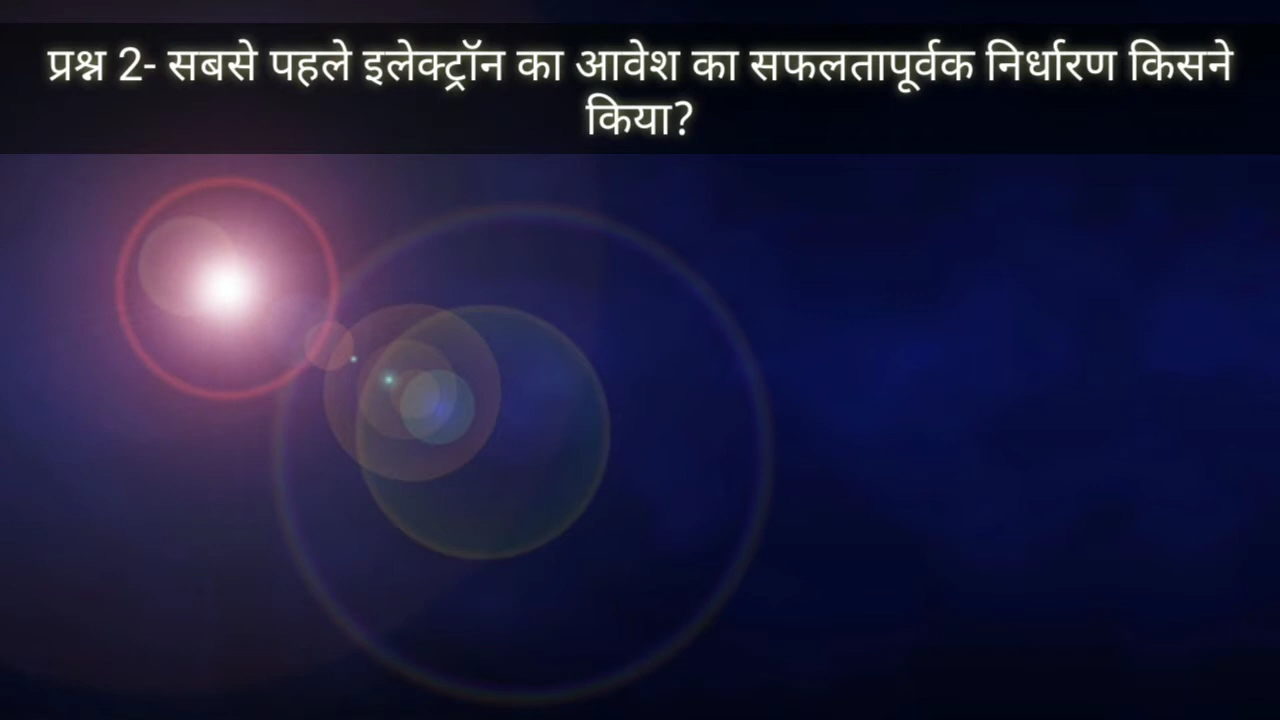 प्रश्न 2- सबसे पहले इलेक्ट्रॉन का आवेश का सफलतापूर्वक निर्धारण किसने
किया?